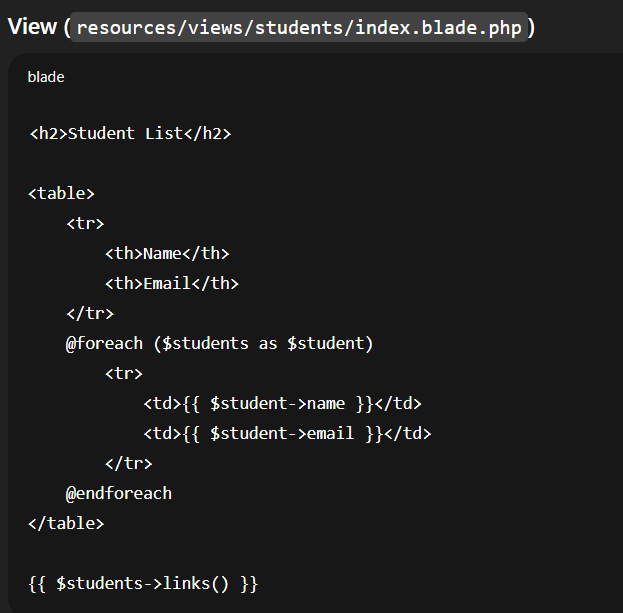 View (resources/views/students/index.blade.php)
blade
<h2>Student List</h2>
<table>
    <tr>
        <th>Name</th>
        <th>Email</th>
    </tr>
    @foreach ($students as $student)
        <tr>
            <td>{{ $student->name }}</td>
            <td>{{ $student->email }}</td>
        </tr>
    @endforeach
</table>
{{ $students->links() }}